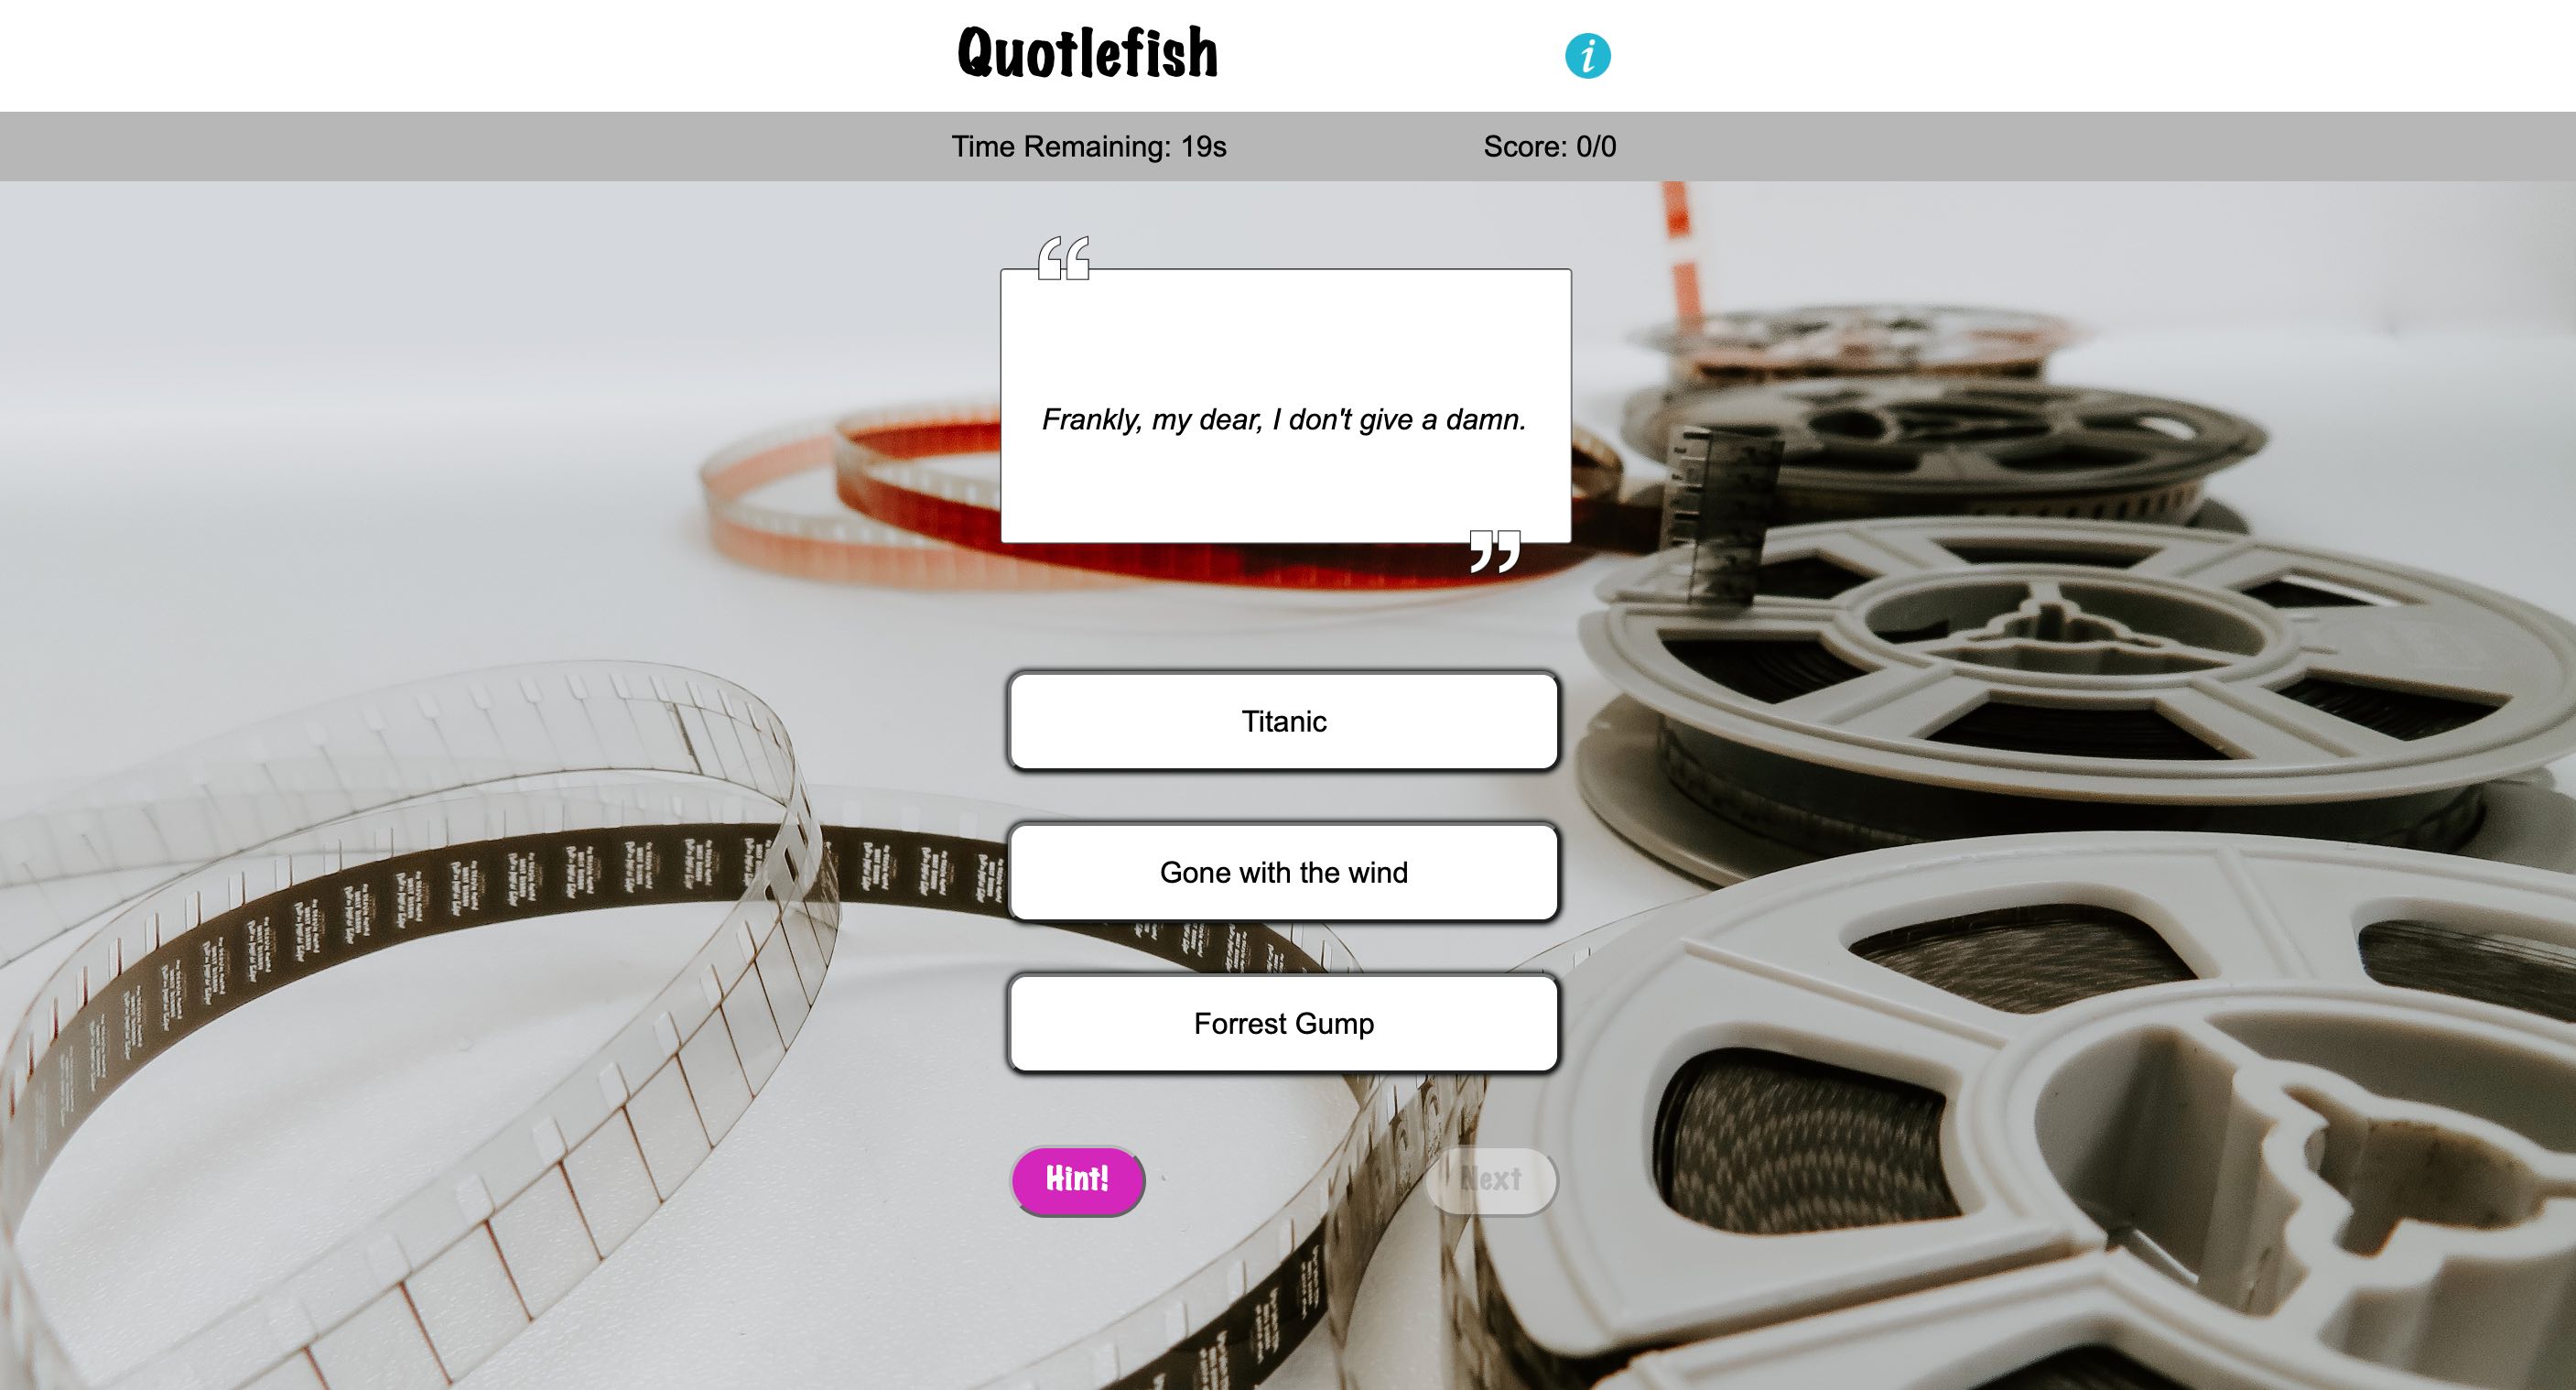 Quotlefish
i
Time Remaining: 19s
Score: 0/0
“
Frankly, my dear, I don't give a damn.
”
Titanic
Gone with the wind
Forrest Gump
Hint!
Next